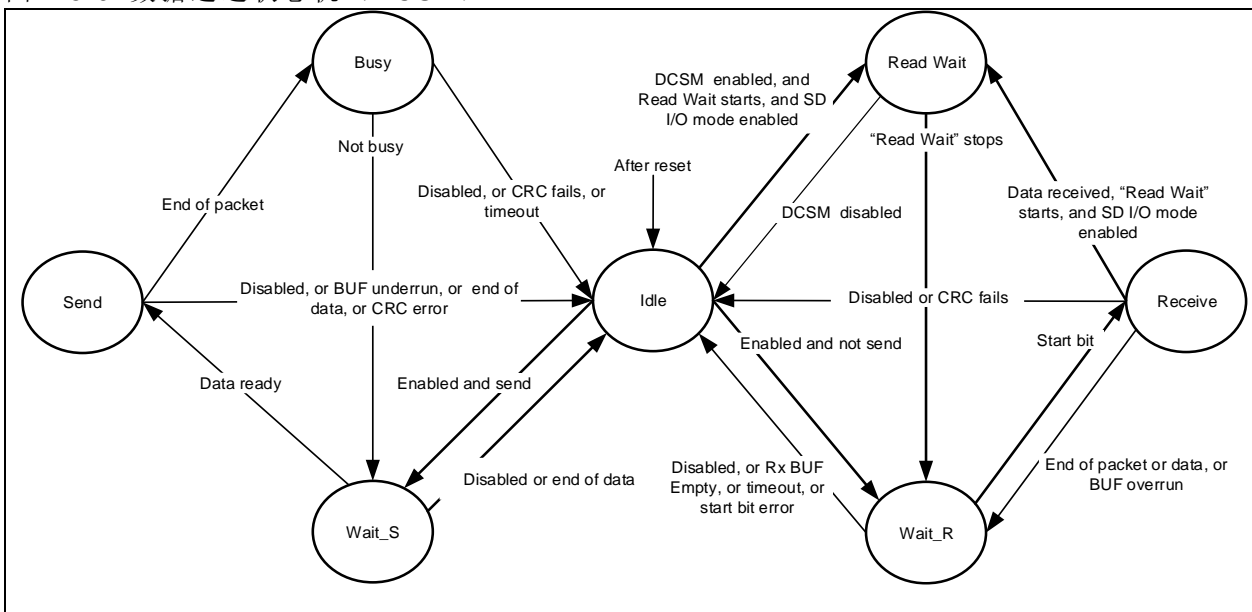 Busy
Read Wait
DCSM enabled, and
Read Wait starts, and SD
I/O mode enabled
Not busy
"Read Wait" stops
After reset
End of packet
Disabled, or CRC fails, or
timeout
DCSM disabled
Data received, "Read Wait"
starts, and SD I/O mode
enabled
Send
Disabled, or BUF underrun, or end of
data, or CRC error
Idle
Disabled or CRC fails
Receive
Start bit
Enabled and not send
Data ready
Enabled and send
Disabled or end of data
Disabled, or Rx BUF
Empty, or timeout, or
start bit error
End of packet or data, or
BUF overrun
Wait_S
Wait_R